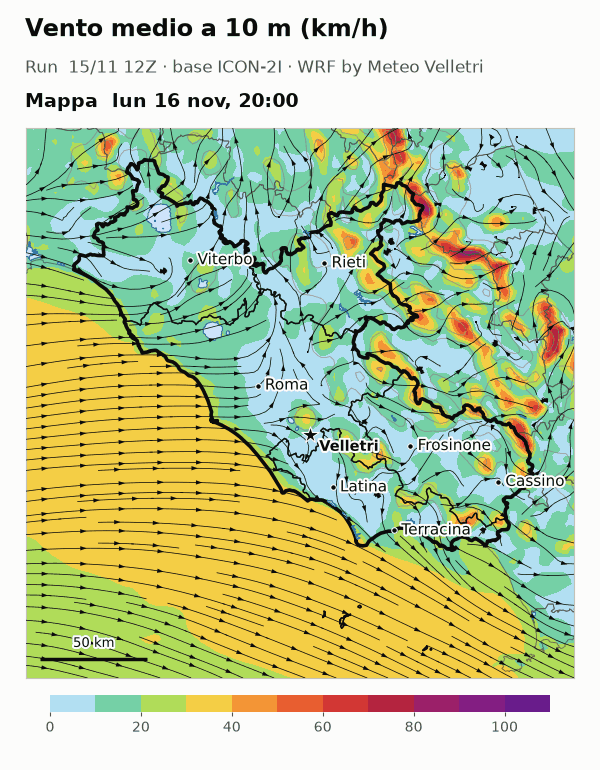 Vento medio a 10 m (km/h)
Run  15/11 12Z · base ICON-2I · WRF by Meteo Velletri
Mappa  lun 16 nov, 20:00
Viterbo
Rieti
Roma
Velletri
Frosinone
Cassino
Latina
Terracina
50 km
0 20 40 60 80 100